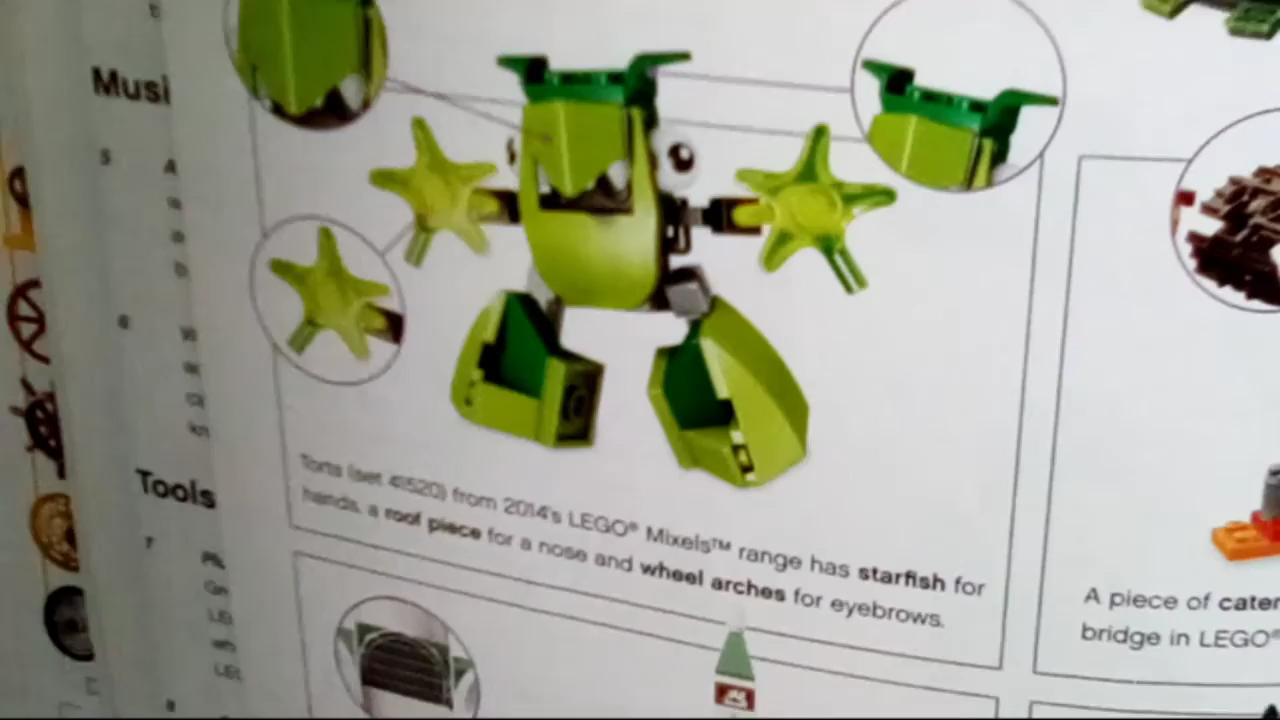 Musi
Tools
Torts (set 41520) from 2014's LEGO® Mixels™ range has starfish for
hands, a roof piece for a nose and wheel arches for eyebrows.
A piece of cater
bridge in LEGO®